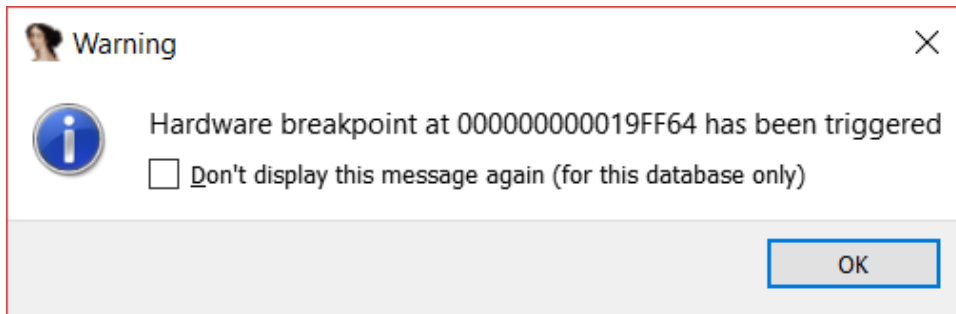 Warning
Hardware breakpoint at 000000000019FF64 has been triggered
Don't display this message again (for this database only)
OK